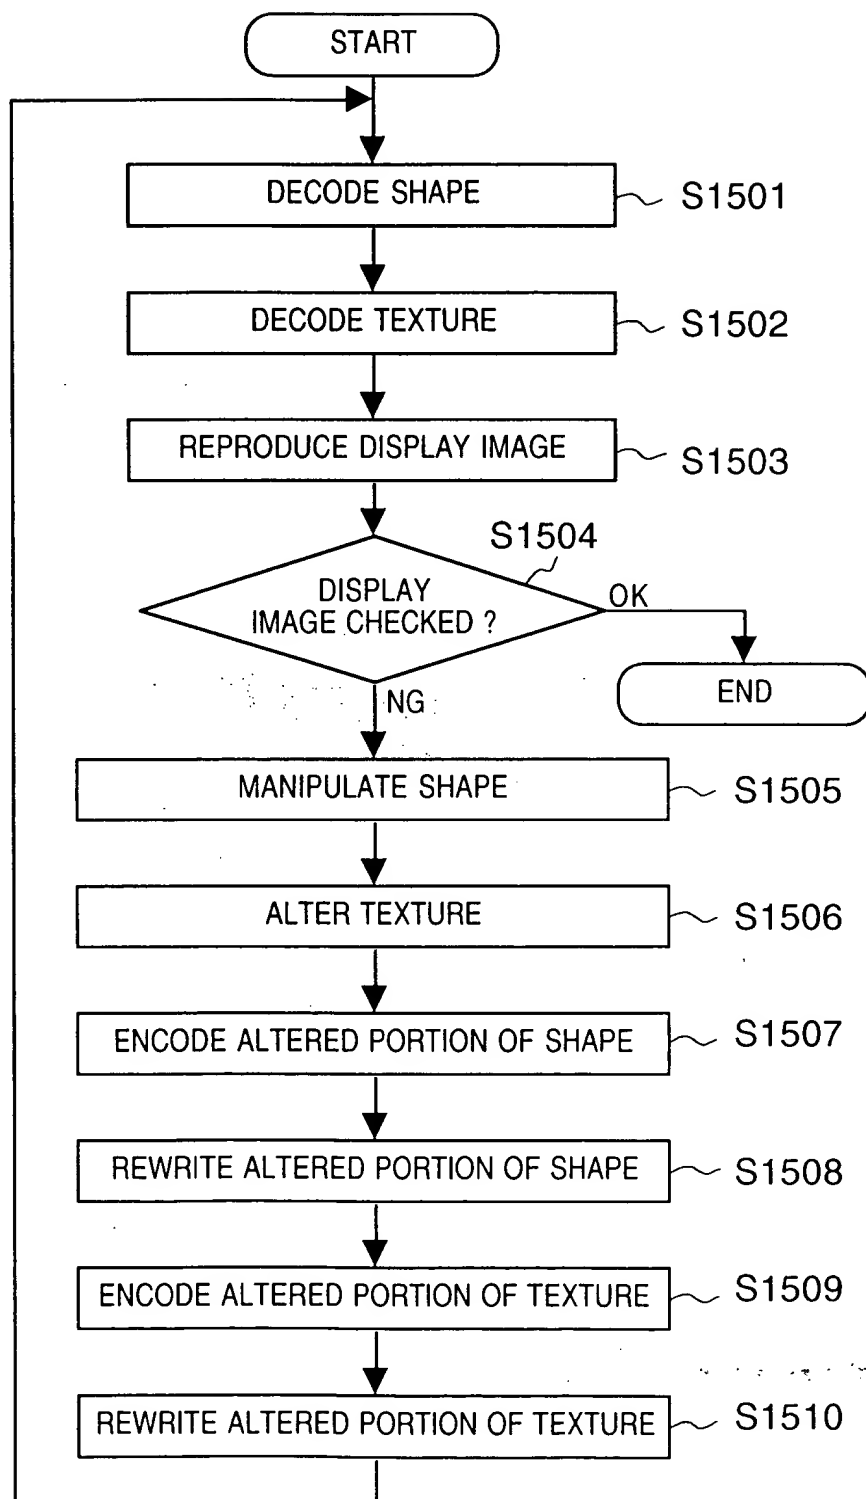 START
DECODE SHAPE
S1501
DECODE TEXTURE
S1502
REPRODUCE DISPLAY IMAGE
S1503
S1504
DISPLAY
IMAGE CHECKED ?
OK
END
NG
MANIPULATE SHAPE
S1505
ALTER TEXTURE
S1506
ENCODE ALTERED PORTION OF SHAPE
S1507
REWRITE ALTERED PORTION OF SHAPE
S1508
ENCODE ALTERED PORTION OF TEXTURE
S1509
REWRITE ALTERED PORTION OF TEXTURE
S1510